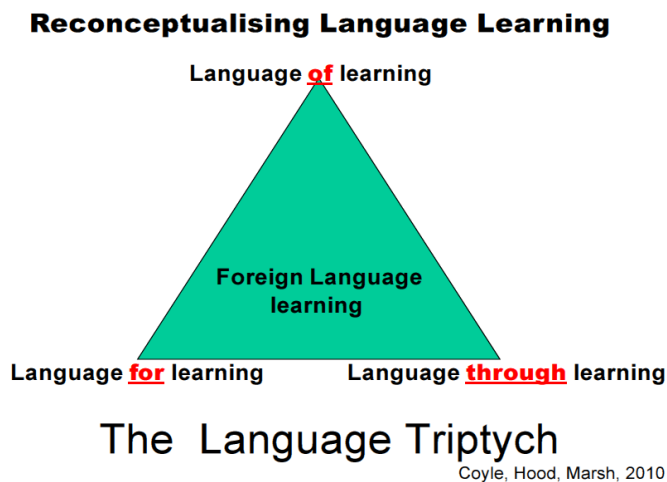 Reconceptualising Language Learning
Language of learning
Foreign Language
learning
Language for learning
Language through learning
The Language Triptych
Coyle, Hood, Marsh, 2010